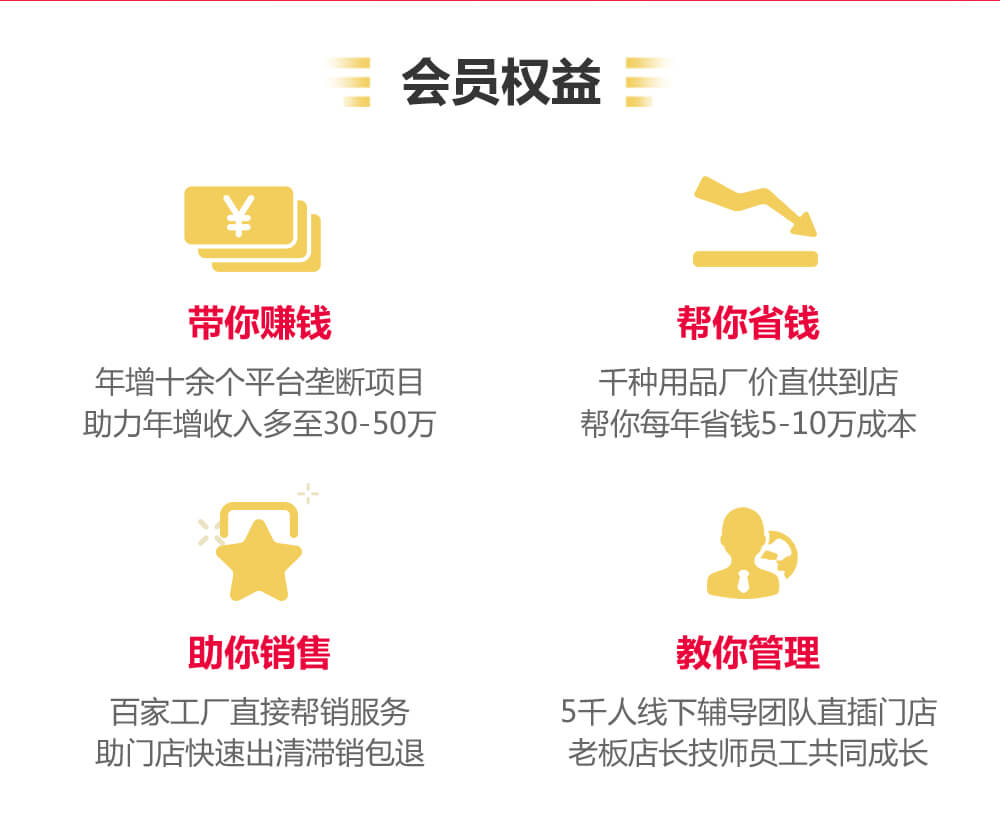 会员权益
¥
带你赚钱
年增十余个平台垄断项目
助力年增收入多至30-50万
帮你省钱
千种用品厂价直供到店
帮你每年省钱5-10万成本
助你销售
百家工厂直接帮销服务
助门店快速出清滞销包退
教你管理
5千人线下辅导团队直插门店
老板店长技师员工共同成长